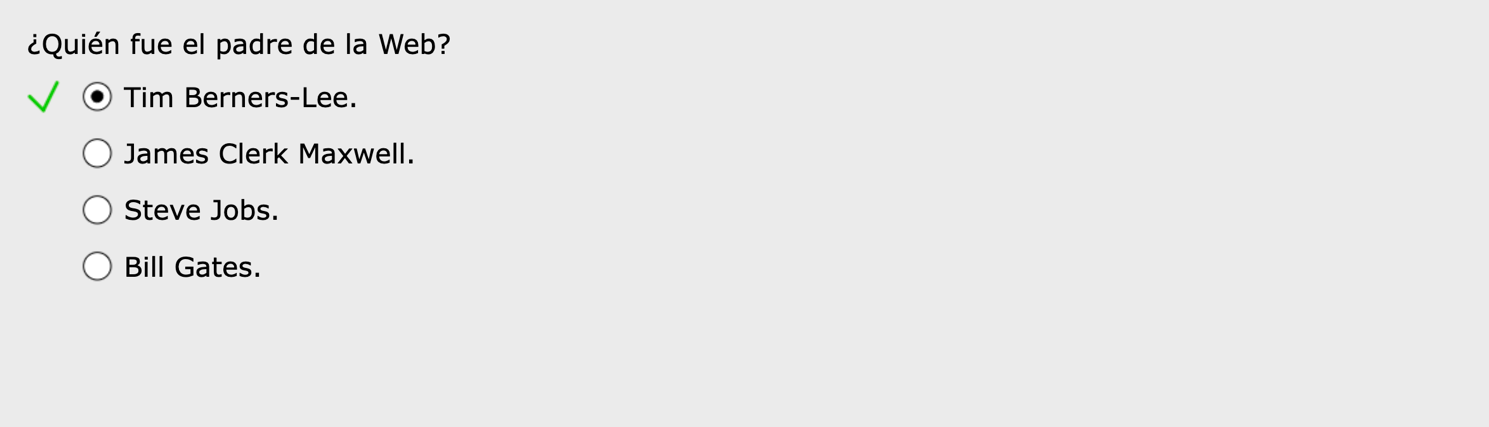 ¿Quién fue el padre de la Web?
Tim Berners-Lee.
James Clerk Maxwell.
Steve Jobs.
Bill Gates.